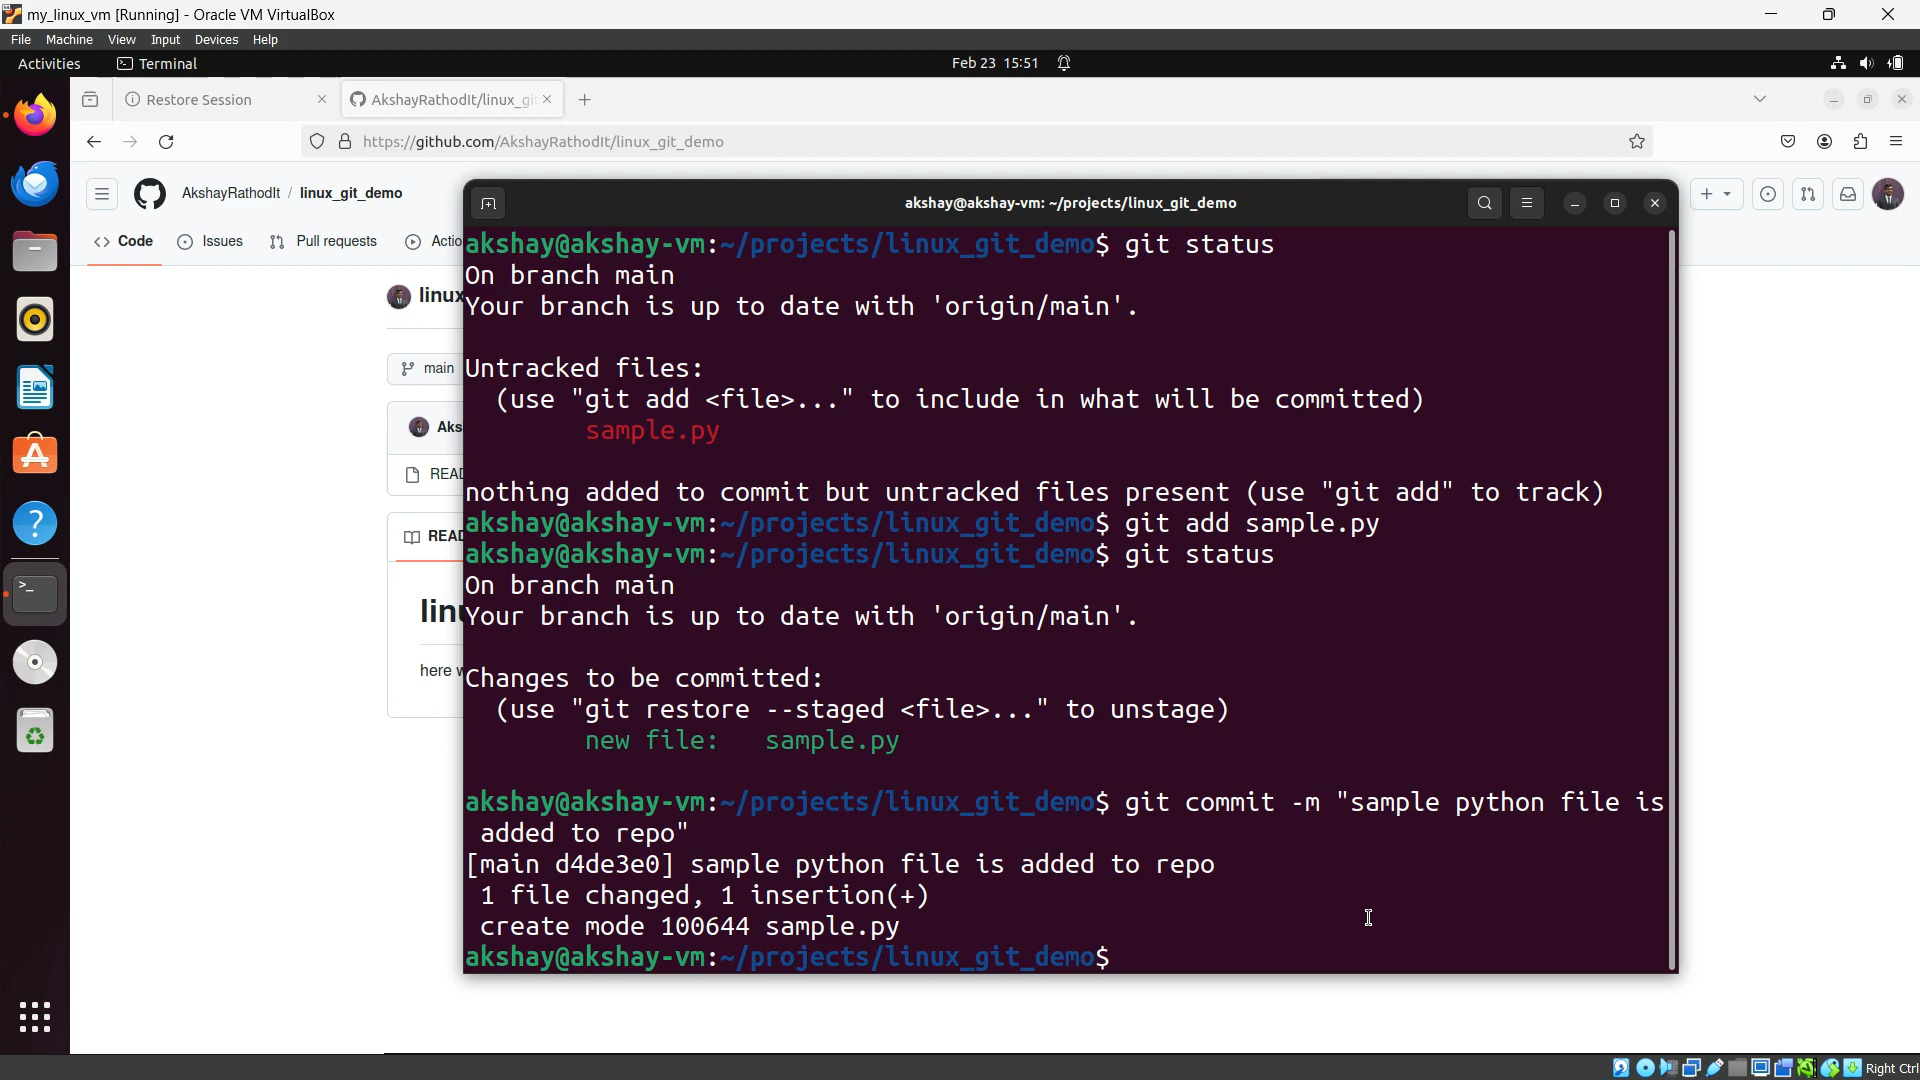 my_linux_vm [Running] - Oracle VM VirtualBox
File Machine View Input Devices Help
Activities Terminal Feb 23 15:51
Restore Session AkshayRathodIt/linux_gi
https://github.com/AkshayRathodIt/linux_git_demo
AkshayRathodIt / linux_git_demo
Code Issues Pull requests Actio
linux
main
Aks
READ
READ
linu
here w
akshay@akshay-vm: ~/projects/linux_git_demo
akshay@akshay-vm:~/projects/linux_git_demo$ git status
On branch main
Your branch is up to date with 'origin/main'.
Untracked files:
(use "git add <file>..." to include in what will be committed)
sample.py
nothing added to commit but untracked files present (use "git add" to track)
akshay@akshay-vm:~/projects/linux_git_demo$ git add sample.py
akshay@akshay-vm:~/projects/linux_git_demo$ git status
On branch main
Your branch is up to date with 'origin/main'.
Changes to be committed:
(use "git restore --staged <file>..." to unstage)
new file:   sample.py
akshay@akshay-vm:~/projects/linux_git_demo$ git commit -m "sample python file is
added to repo"
[main d4de3e0] sample python file is added to repo
1 file changed, 1 insertion(+)
create mode 100644 sample.py
akshay@akshay-vm:~/projects/linux_git_demo$
Right Ctrl